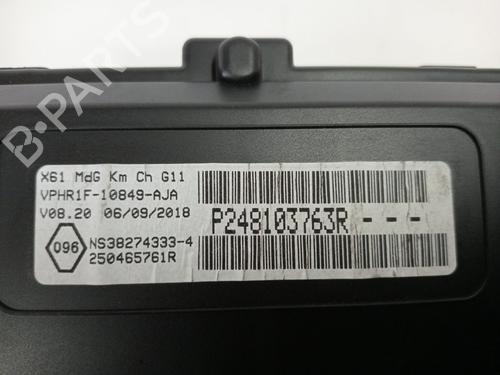 B-PARTS
X61 MdG Km Ch G11
VPHR1F-10849-AJA
V08.20 06/09/2018
P248103763R---
096
NS38274333-4
250465761R